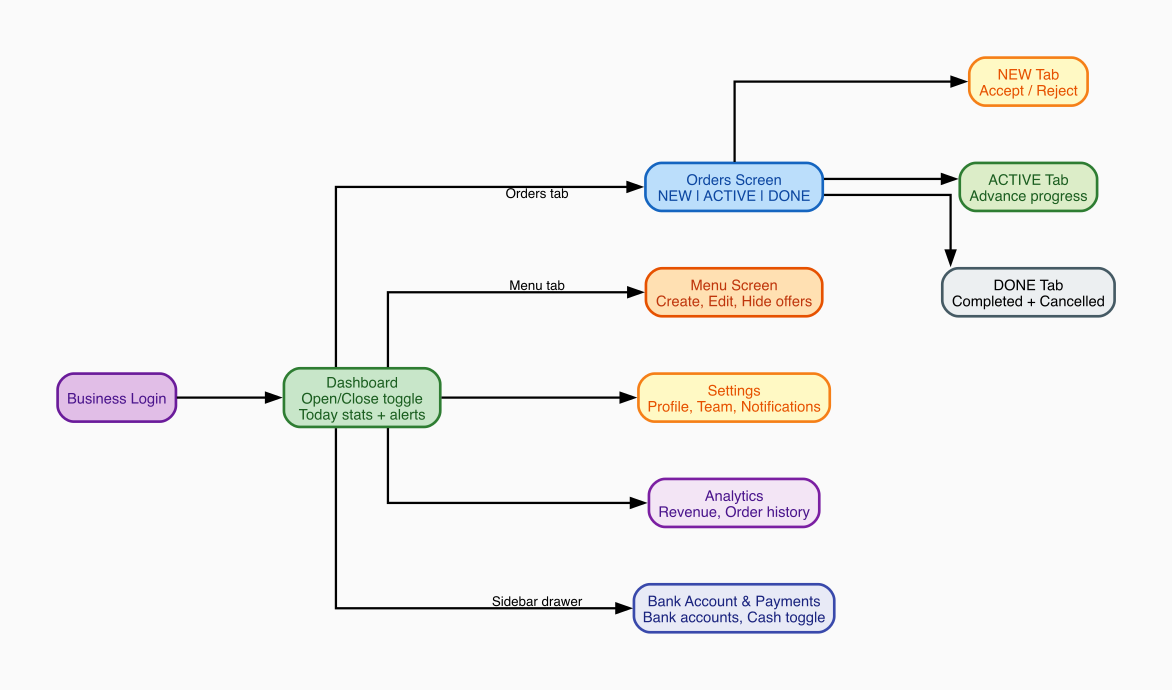 NEW Tab
Accept / Reject
Orders tab
Orders Screen
NEW | ACTIVE | DONE
ACTIVE Tab
Advance progress
Menu tab
Menu Screen
Create, Edit, Hide offers
DONE Tab
Completed + Cancelled
Business Login
Dashboard
Open/Close toggle
Today stats + alerts
Settings
Profile, Team, Notifications
Analytics
Revenue, Order history
Sidebar drawer
Bank Account & Payments
Bank accounts, Cash toggle